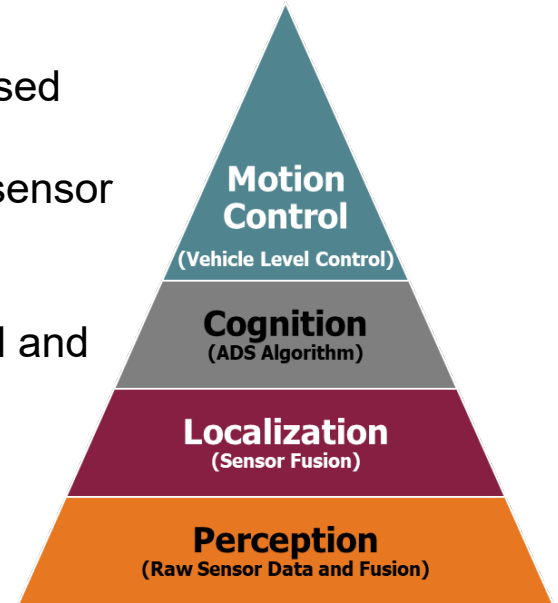 sed
sensor
l and
Motion
Control
(Vehicle Level Control)
Cognition
(ADS Algorithm)
Localization
(Sensor Fusion)
Perception
(Raw Sensor Data and Fusion)